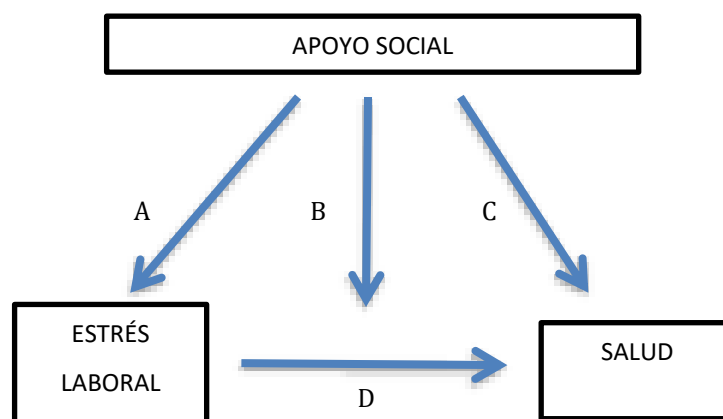 APOYO SOCIAL
A
B
C
ESTRÉS
LABORAL
SALUD
D